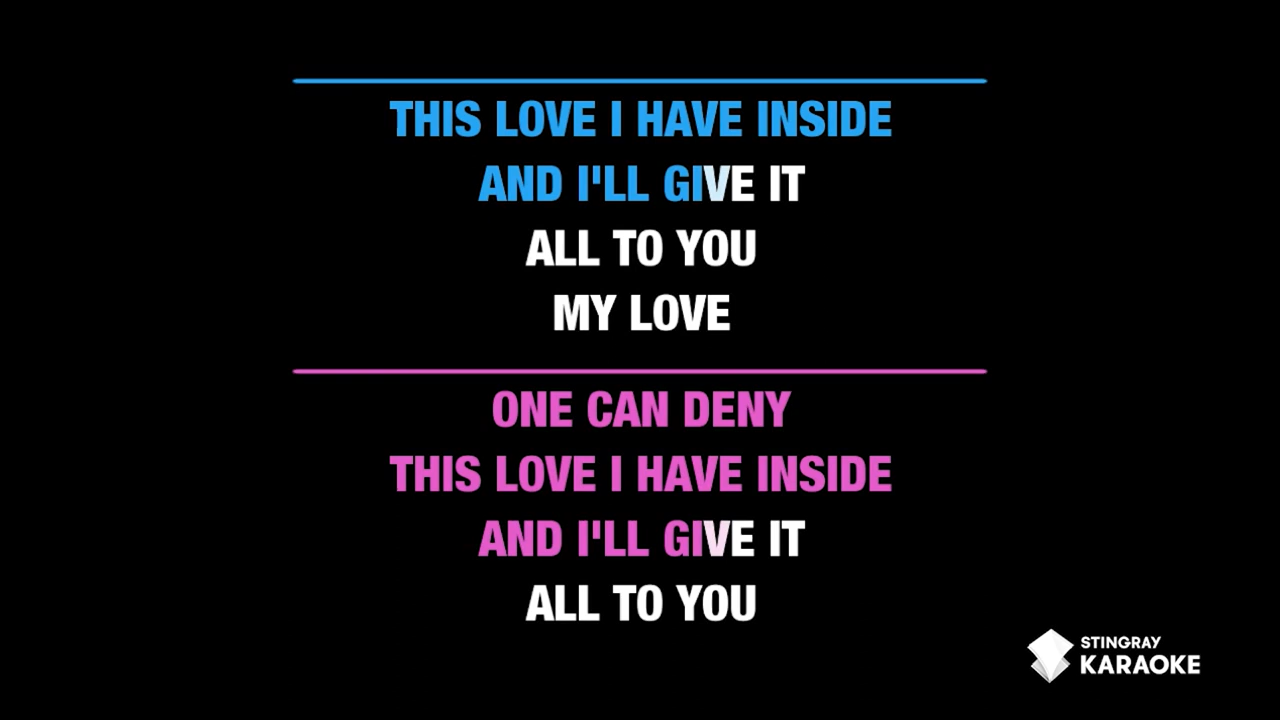 THIS LOVE I HAVE INSIDE
AND I'LL GIVE IT
ALL TO YOU
MY LOVE
ONE CAN DENY
THIS LOVE I HAVE INSIDE
AND I'LL GIVE IT
ALL TO YOU
STINGRAY
KARAOKE